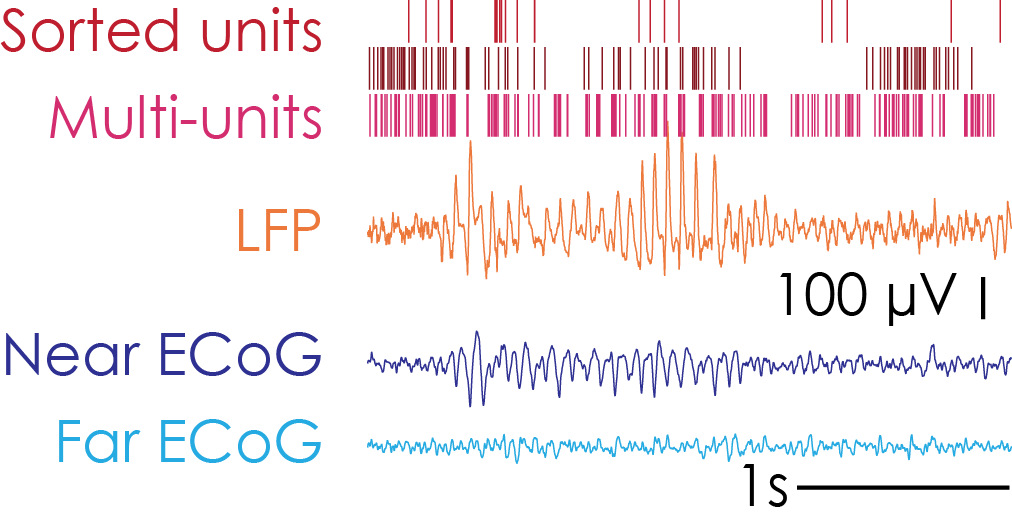 Sorted units
Multi-units
LFP
100 μV
Near ECoG
Far ECoG
1s